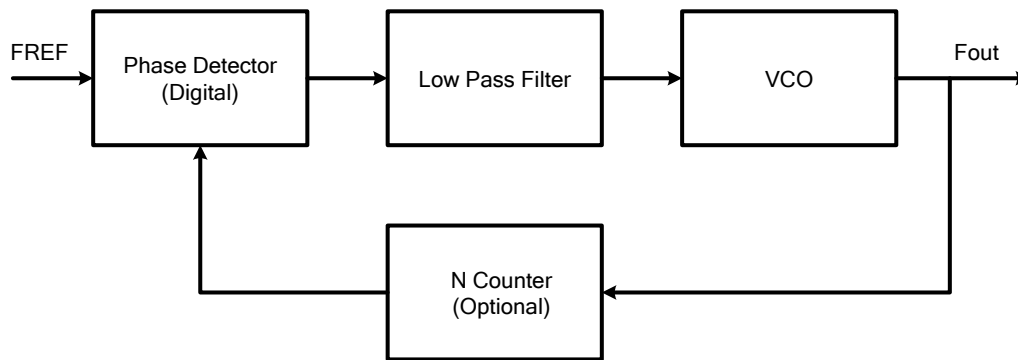 FREF
Phase Detector
(Digital)
Low Pass Filter
VCO
Fout
N Counter
(Optional)